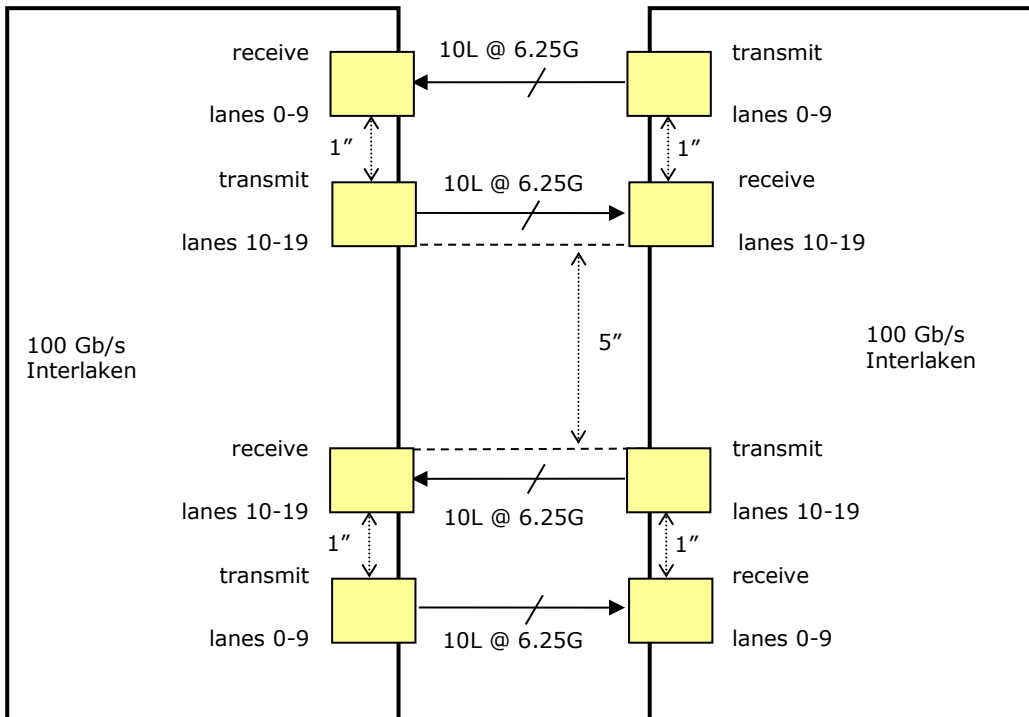 receive
10L @ 6.25G
transmit
lanes 0-9
lanes 0-9
1″
1″
transmit
10L @ 6.25G
receive
lanes 10-19
lanes 10-19
100 Gb/s
Interlaken
5″
100 Gb/s
Interlaken
receive
transmit
lanes 10-19
10L @ 6.25G
lanes 10-19
1″
1″
transmit
receive
lanes 0-9
10L @ 6.25G
lanes 0-9